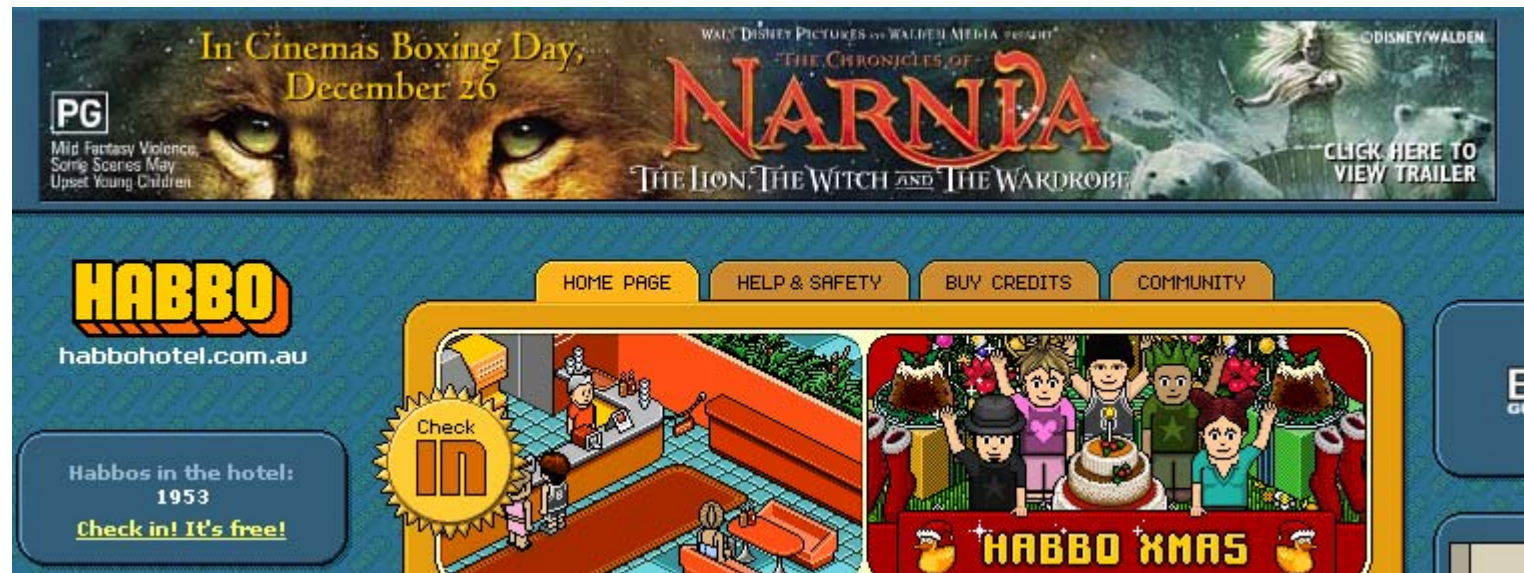 In Cinemas Boxing Day,
December 26
PG
Mild Fantasy Violence,
Some Scenes May
Upset Young Children
WALT DISNEY PICTURES AND WALDEN MEDIA PRESENT
THE CHRONICLES OF
NARNIA
THE LION, THE WITCH AND THE WARDROBE
©DISNEY/WALDEN
CLICK HERE TO
VIEW TRAILER
HABBO
habbohotel.com.au
HOME PAGE
HELP & SAFETY
BUY CREDITS
COMMUNITY
Habbos in the hotel:
1953
Check in! It's free!
Check
IN
HABBO XMAS